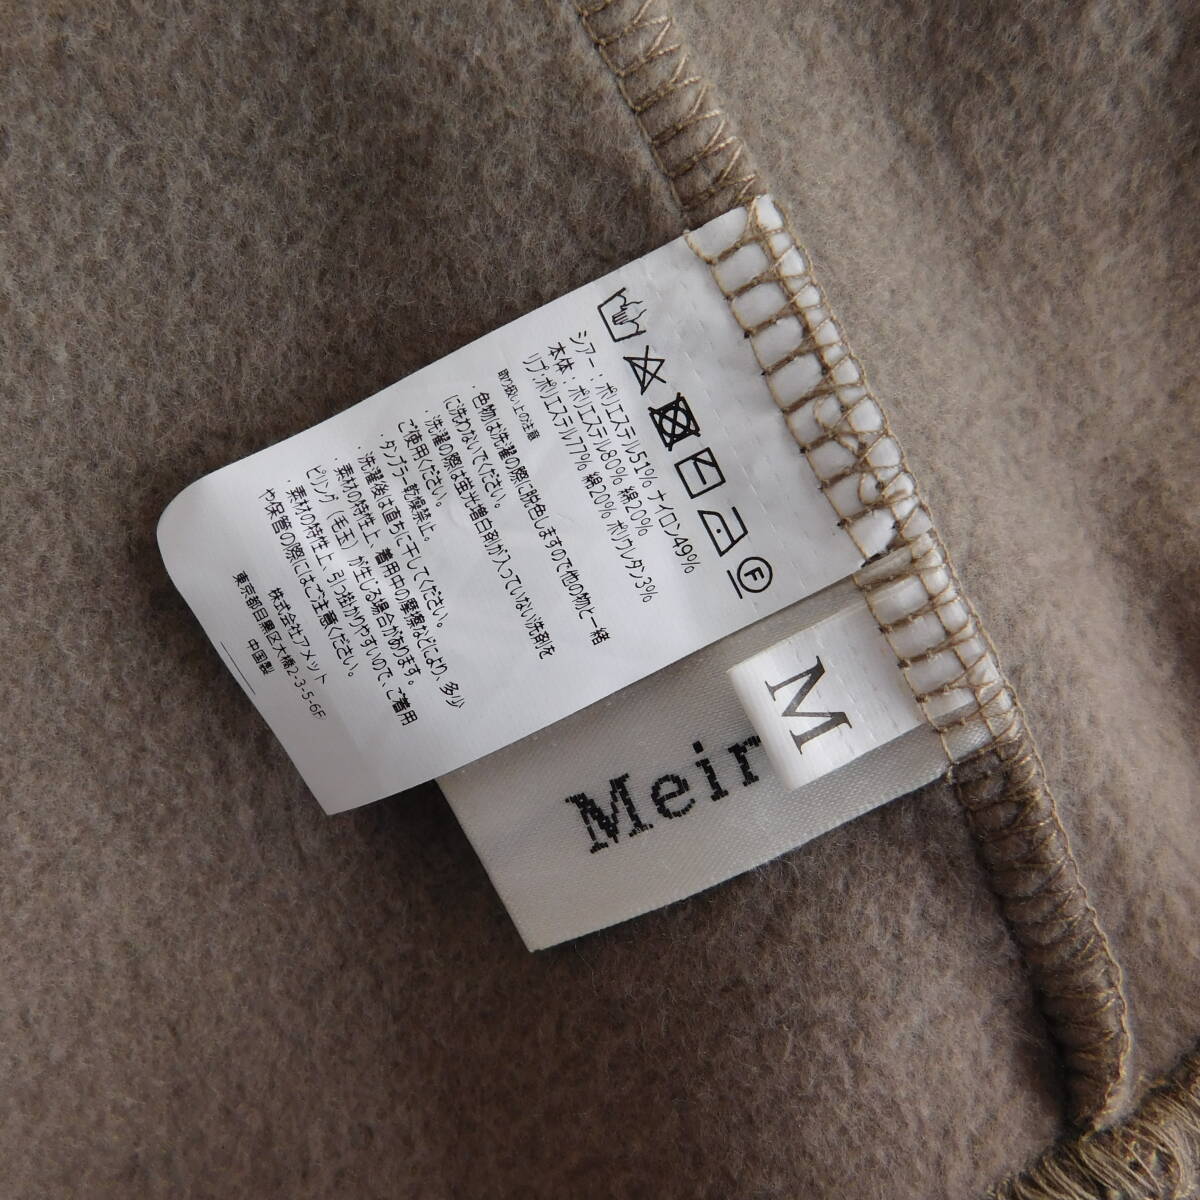 シアー：ポリエステル51% ナイロン49%
本体：ポリエステル80% 綿20%
リブ：ポリエステル77% 綿20% ポリウレタン3%
取り扱い上の注意
・色物は洗濯の際に脱色しますので他の物と一緒
に洗わないでください。
・洗濯の際は蛍光増白剤が入っていない洗剤を
ご使用ください。
・タンブラー乾燥禁止。
・洗濯後は直ちに干してください。
・素材の特性上、着用中の摩擦などにより、多少
ピリング（毛玉）が生じる場合があります。
・素材の特性上、引っ掛かりやすいので、ご着用
や保管の際にはご注意ください。
株式会社アメット
東京都目黒区大橋2-3-5-6F
中国製
F
M
Meir